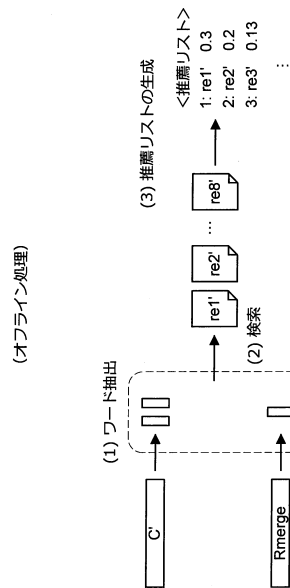 (オフライン処理)
(1) ワード抽出
C'
Rmerge
(2) 検索
re1'
re2'
…
re8'
(3) 推薦リストの生成
<推薦リスト>
1: re1' 0.3
2: re2' 0.2
3: re3' 0.13
⋮